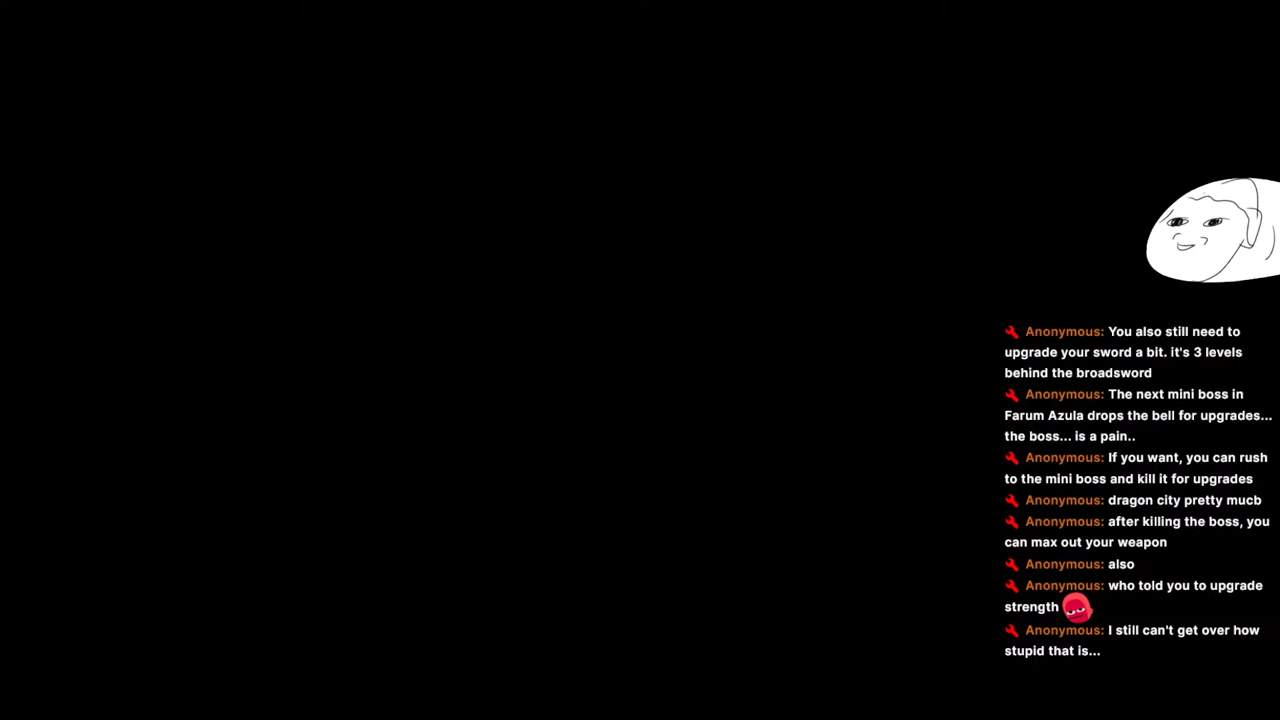 Anonymous: You also still need to
upgrade your sword a bit. it's 3 levels
behind the broadsword
Anonymous: The next mini boss in
Farum Azula drops the bell for upgrades...
the boss... is a pain..
Anonymous: If you want, you can rush
to the mini boss and kill it for upgrades
Anonymous: dragon city pretty mucb
Anonymous: after killing the boss, you
can max out your weapon
Anonymous: also
Anonymous: who told you to upgrade
strength
Anonymous: I still can't get over how
stupid that is...